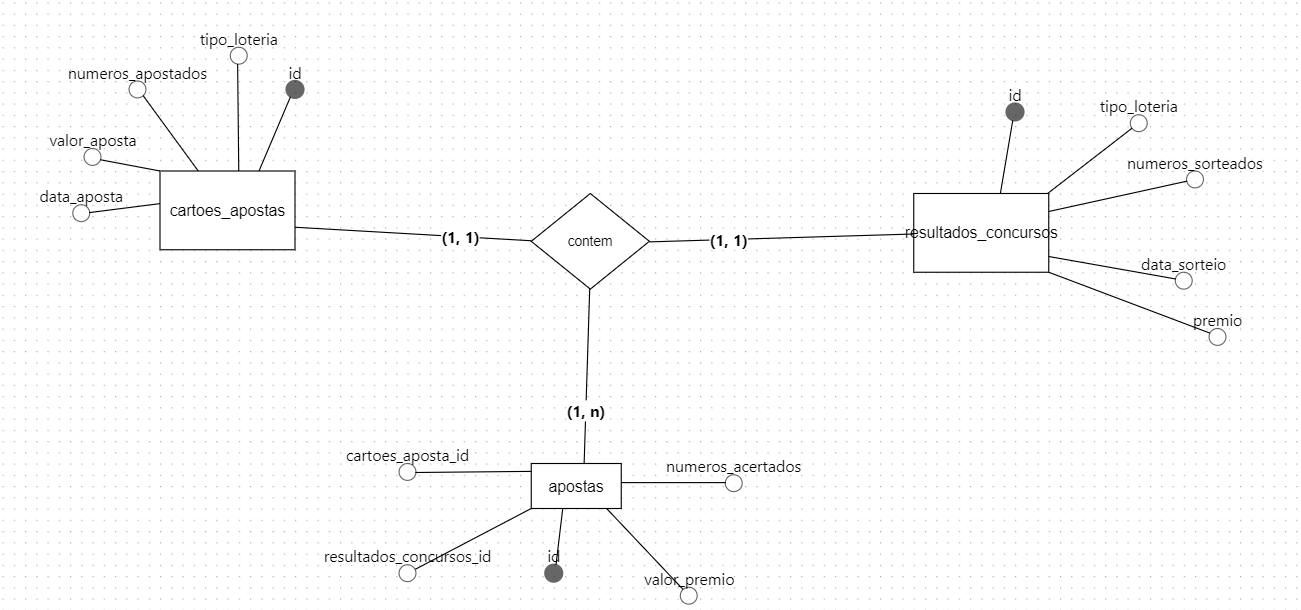 tipo_loteria
numeros_apostados
id
valor_aposta
data_aposta
cartoes_apostas
(1, 1)
contem
(1, 1)
resultados_concursos
id
tipo_loteria
numeros_sorteados
data_sorteio
premio
(1, n)
cartoes_aposta_id
numeros_acertados
apostas
resultados_concursos_id
id
valor_premio